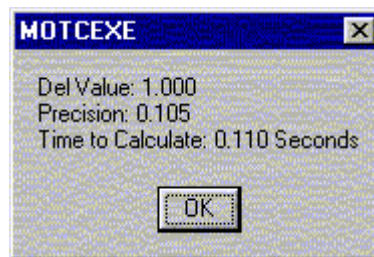 MOTCEXE
Del Value: 1.000
Precision: 0.105
Time to Calculate: 0.110 Seconds
OK